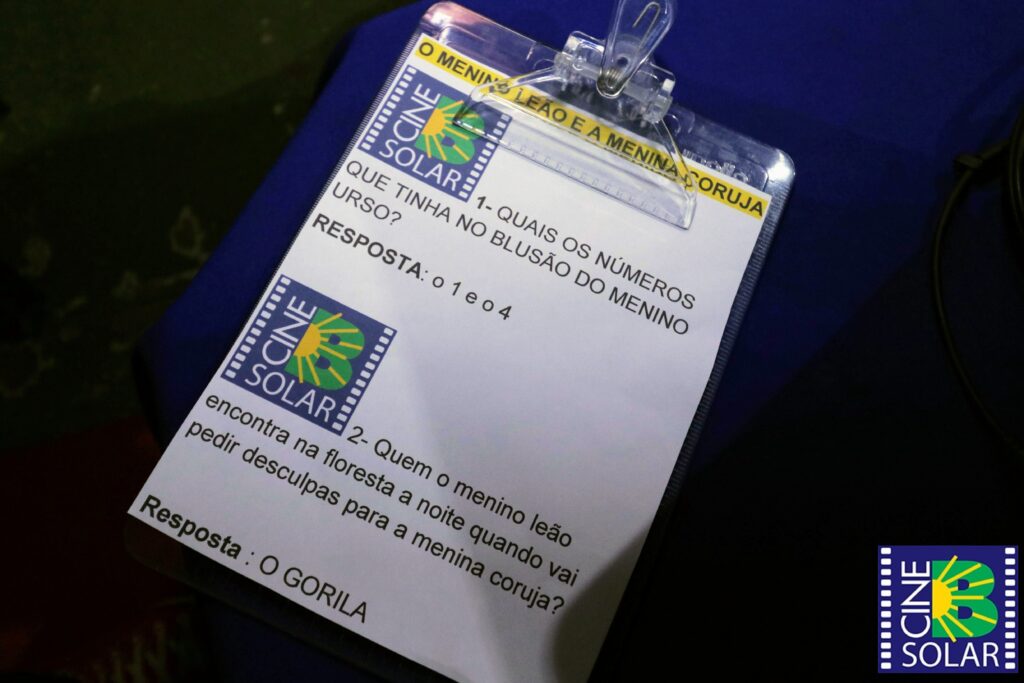 O MENINO LEÃO E A MENINA CORUJA
CINE B
SOLAR
1- QUAIS OS NÚMEROS
QUE TINHA NO BLUSÃO DO MENINO
URSO?
RESPOSTA: o 1 e o 4
CINE B
SOLAR
2- Quem o menino leão
encontra na floresta a noite quando vai
pedir desculpas para a menina coruja?
Resposta : O GORILA
CINE B
SOLAR